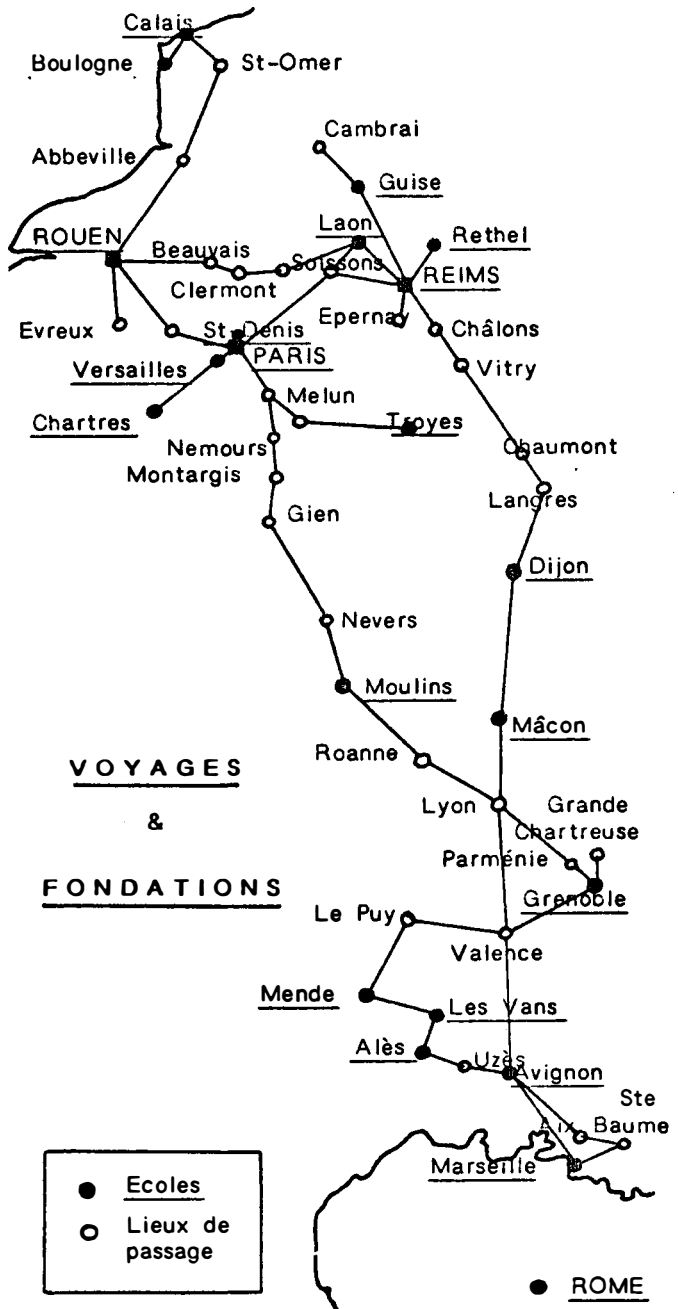 Calais
Boulogne
St-Omer
Cambrai
Abbeville
Guise
Laon
Rethel
ROUEN
Beauvais
Soissons
REIMS
Clermont
Epernay
Evreux
St-Denis
Châlons
PARIS
Versailles
Vitry
Melun
Chartres
Troyes
Nemours
Chaumont
Montargis
Langres
Gien
Dijon
Nevers
Moulins
Mâcon
Roanne
VOYAGES
&
FONDATIONS
Lyon
Grande
Chartreuse
Parménie
Grenoble
Le Puy
Valence
Mende
Les Vans
Alès
Uzès
Avignon
Ste
Baume
Aix
Marseille
Ecoles
Lieux de
passage
ROME